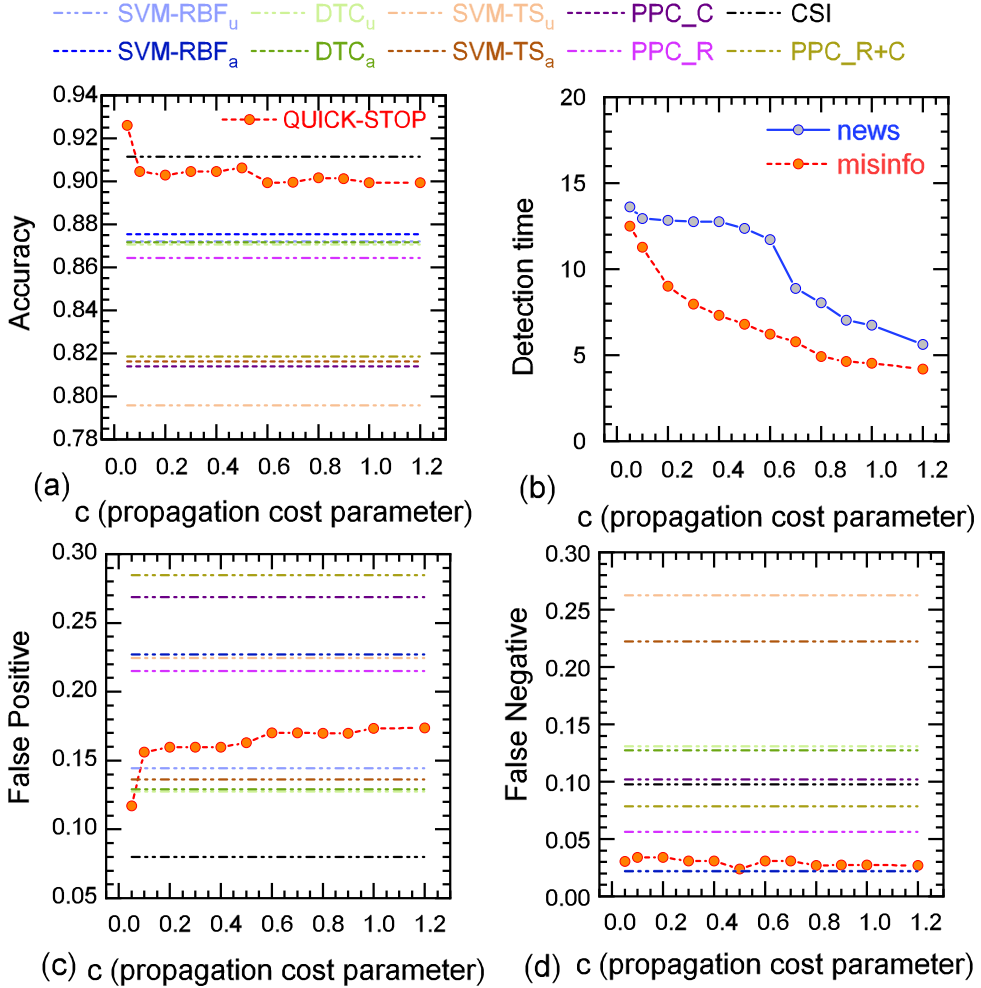 SVM-RBFu DTCu SVM-TSu PPC_C CSI
SVM-RBFa DTCa SVM-TSa PPC_R PPC_R+C
0.94
0.92
0.90
0.88
0.86
0.84
0.82
0.80
0.78
Accuracy
QUICK-STOP
0.0 0.2 0.4 0.6 0.8 1.0 1.2
(a)
c (propagation cost parameter)
20
15
10
5
0
Detection time
news
misinfo
0.0 0.2 0.4 0.6 0.8 1.0 1.2
(b)
c (propagation cost parameter)
0.30
0.25
0.20
0.15
0.10
0.05
False Positive
0.0 0.2 0.4 0.6 0.8 1.0 1.2
(c) c (propagation cost parameter)
0.30
0.25
0.20
0.15
0.10
0.05
0.00
False Negative
0.0 0.2 0.4 0.6 0.8 1.0 1.2
(d) c (propagation cost parameter)